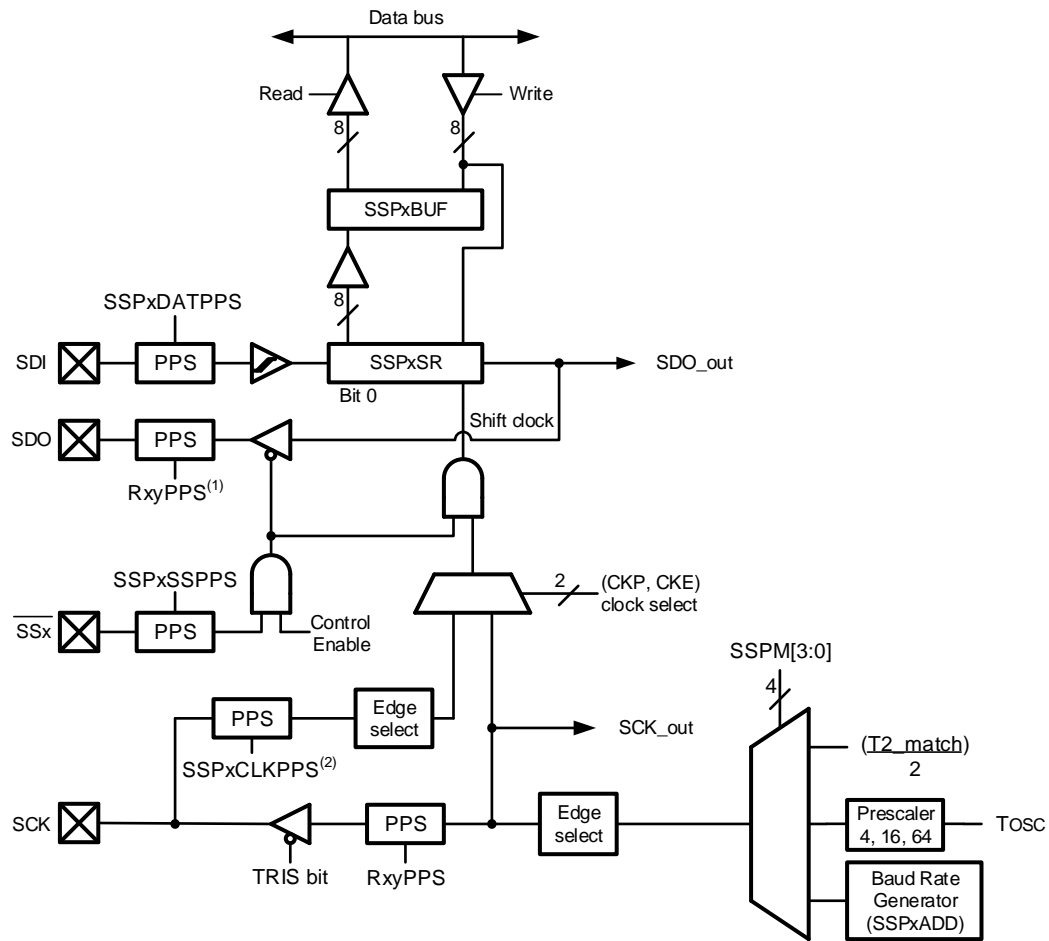 Data bus
Read
Write
8
8
SSPxBUF
8
SSPxDATPPS
SDI
PPS
SSPxSR
SDO_out
Bit 0
Shift clock
SDO
PPS
RxyPPS(1)
SSPxSSPPS
2
(CKP, CKE)
clock select
SSx
PPS
Control
Enable
SSPM[3:0]
4
PPS
Edge
select
SCK_out
(T2_match)
2
SSPxCLKPPS(2)
SCK
PPS
Edge
select
Prescaler
4, 16, 64
TOSC
TRIS bit
RxyPPS
Baud Rate
Generator
(SSPxADD)